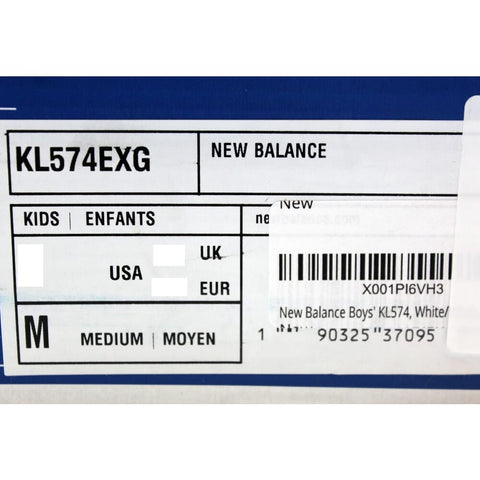 KL574EXG
NEW BALANCE
KIDS | ENFANTS
USA
UK
EUR
M
MEDIUM | MOYEN
New
X001PI6VH3
New Balance Boys' KL574, White/
1
90325 "37095